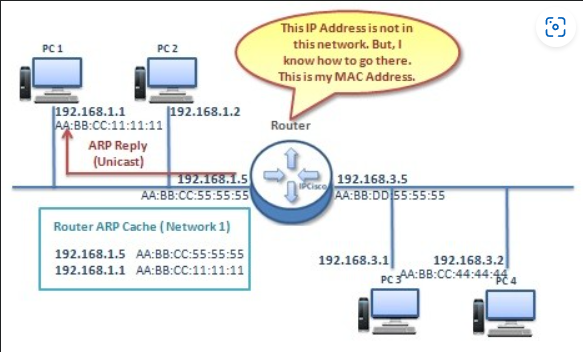 This IP Address is not in
this network. But, I
know how to go there.
This is my MAC Address.
PC 1
PC 2
192.168.1.1
AA:BB:CC:11:11:11
192.168.1.2
ARP Reply
(Unicast)
Router
192.168.1.5
AA:BB:CC:55:55:55
IPCisco
192.168.3.5
AA:BB:DD:55:55:55
Router ARP Cache ( Network 1)
192.168.1.5 AA:BB:CC:55:55:55
192.168.1.1 AA:BB:CC:11:11:11
192.168.3.1
192.168.3.2
AA:BB:CC:44:44:44
PC 3
PC 4